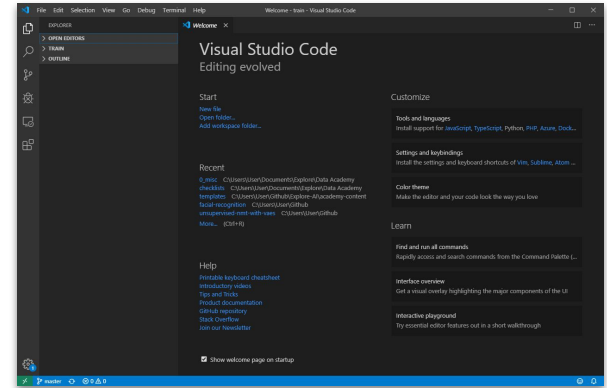 File Edit Selection View Go Debug Terminal Help
Welcome - train - Visual Studio Code
EXPLORER
OPEN EDITORS
TRAIN
OUTLINE
Welcome ×
Visual Studio Code
Editing evolved
Start
New file
Open folder...
Add workspace folder...
Recent
0_misc C:\Users\User\Documents\Explore\Data Academy
checklists C:\Users\User\Documents\Explore\Data Academy
templates C:\Users\User\Github\Explore-AI\academy-content
facial-recognition C:\Users\User\Github
unsupervised-nmt-with-vaes C:\Users\User\Github
More... (Ctrl+R)
Help
Printable keyboard cheatsheet
Introductory videos
Tips and Tricks
Product documentation
GitHub repository
Stack Overflow
Join our Newsletter
Show welcome page on startup
Customize
Tools and languages
Install support for JavaScript, TypeScript, Python, PHP, Azure, Dock...
Settings and keybindings
Install the settings and keyboard shortcuts of Vim, Sublime, Atom ...
Color theme
Make the editor and your code look the way you love
Learn
Find and run all commands
Rapidly access and search commands from the Command Palette (...
Interface overview
Get a visual overlay highlighting the major components of the UI
Interactive playground
Try essential editor features out in a short walkthrough
master 0 0